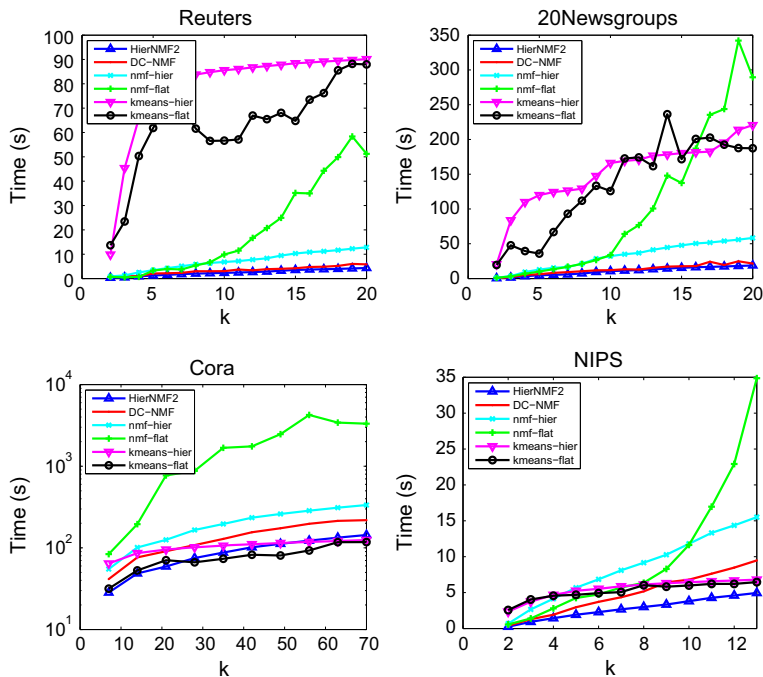 Reuters
100
90
80
70
60
50
40
30
20
10
0
0 5 10 15 20
Time (s)
k
HierNMF2
DC-NMF
nmf-hier
nmf-flat
kmeans-hier
kmeans-flat
20Newsgroups
350
300
250
200
150
100
50
0
0 5 10 15 20
Time (s)
k
HierNMF2
DC-NMF
nmf-hier
nmf-flat
kmeans-hier
kmeans-flat
Cora
10^4
10^3
10^2
10^1
0 10 20 30 40 50 60 70
Time (s)
k
HierNMF2
DC-NMF
nmf-hier
nmf-flat
kmeans-hier
kmeans-flat
NIPS
35
30
25
20
15
10
5
0
0 2 4 6 8 10 12
Time (s)
k
HierNMF2
DC-NMF
nmf-hier
nmf-flat
kmeans-hier
kmeans-flat